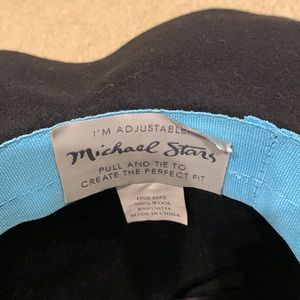 I'M ADJUSTABLE!
Michael Stars
PULL AND TIE TO
CREATE THE PERFECT FIT
ONE SIZE
100% WOOL
MADE IN CHINA